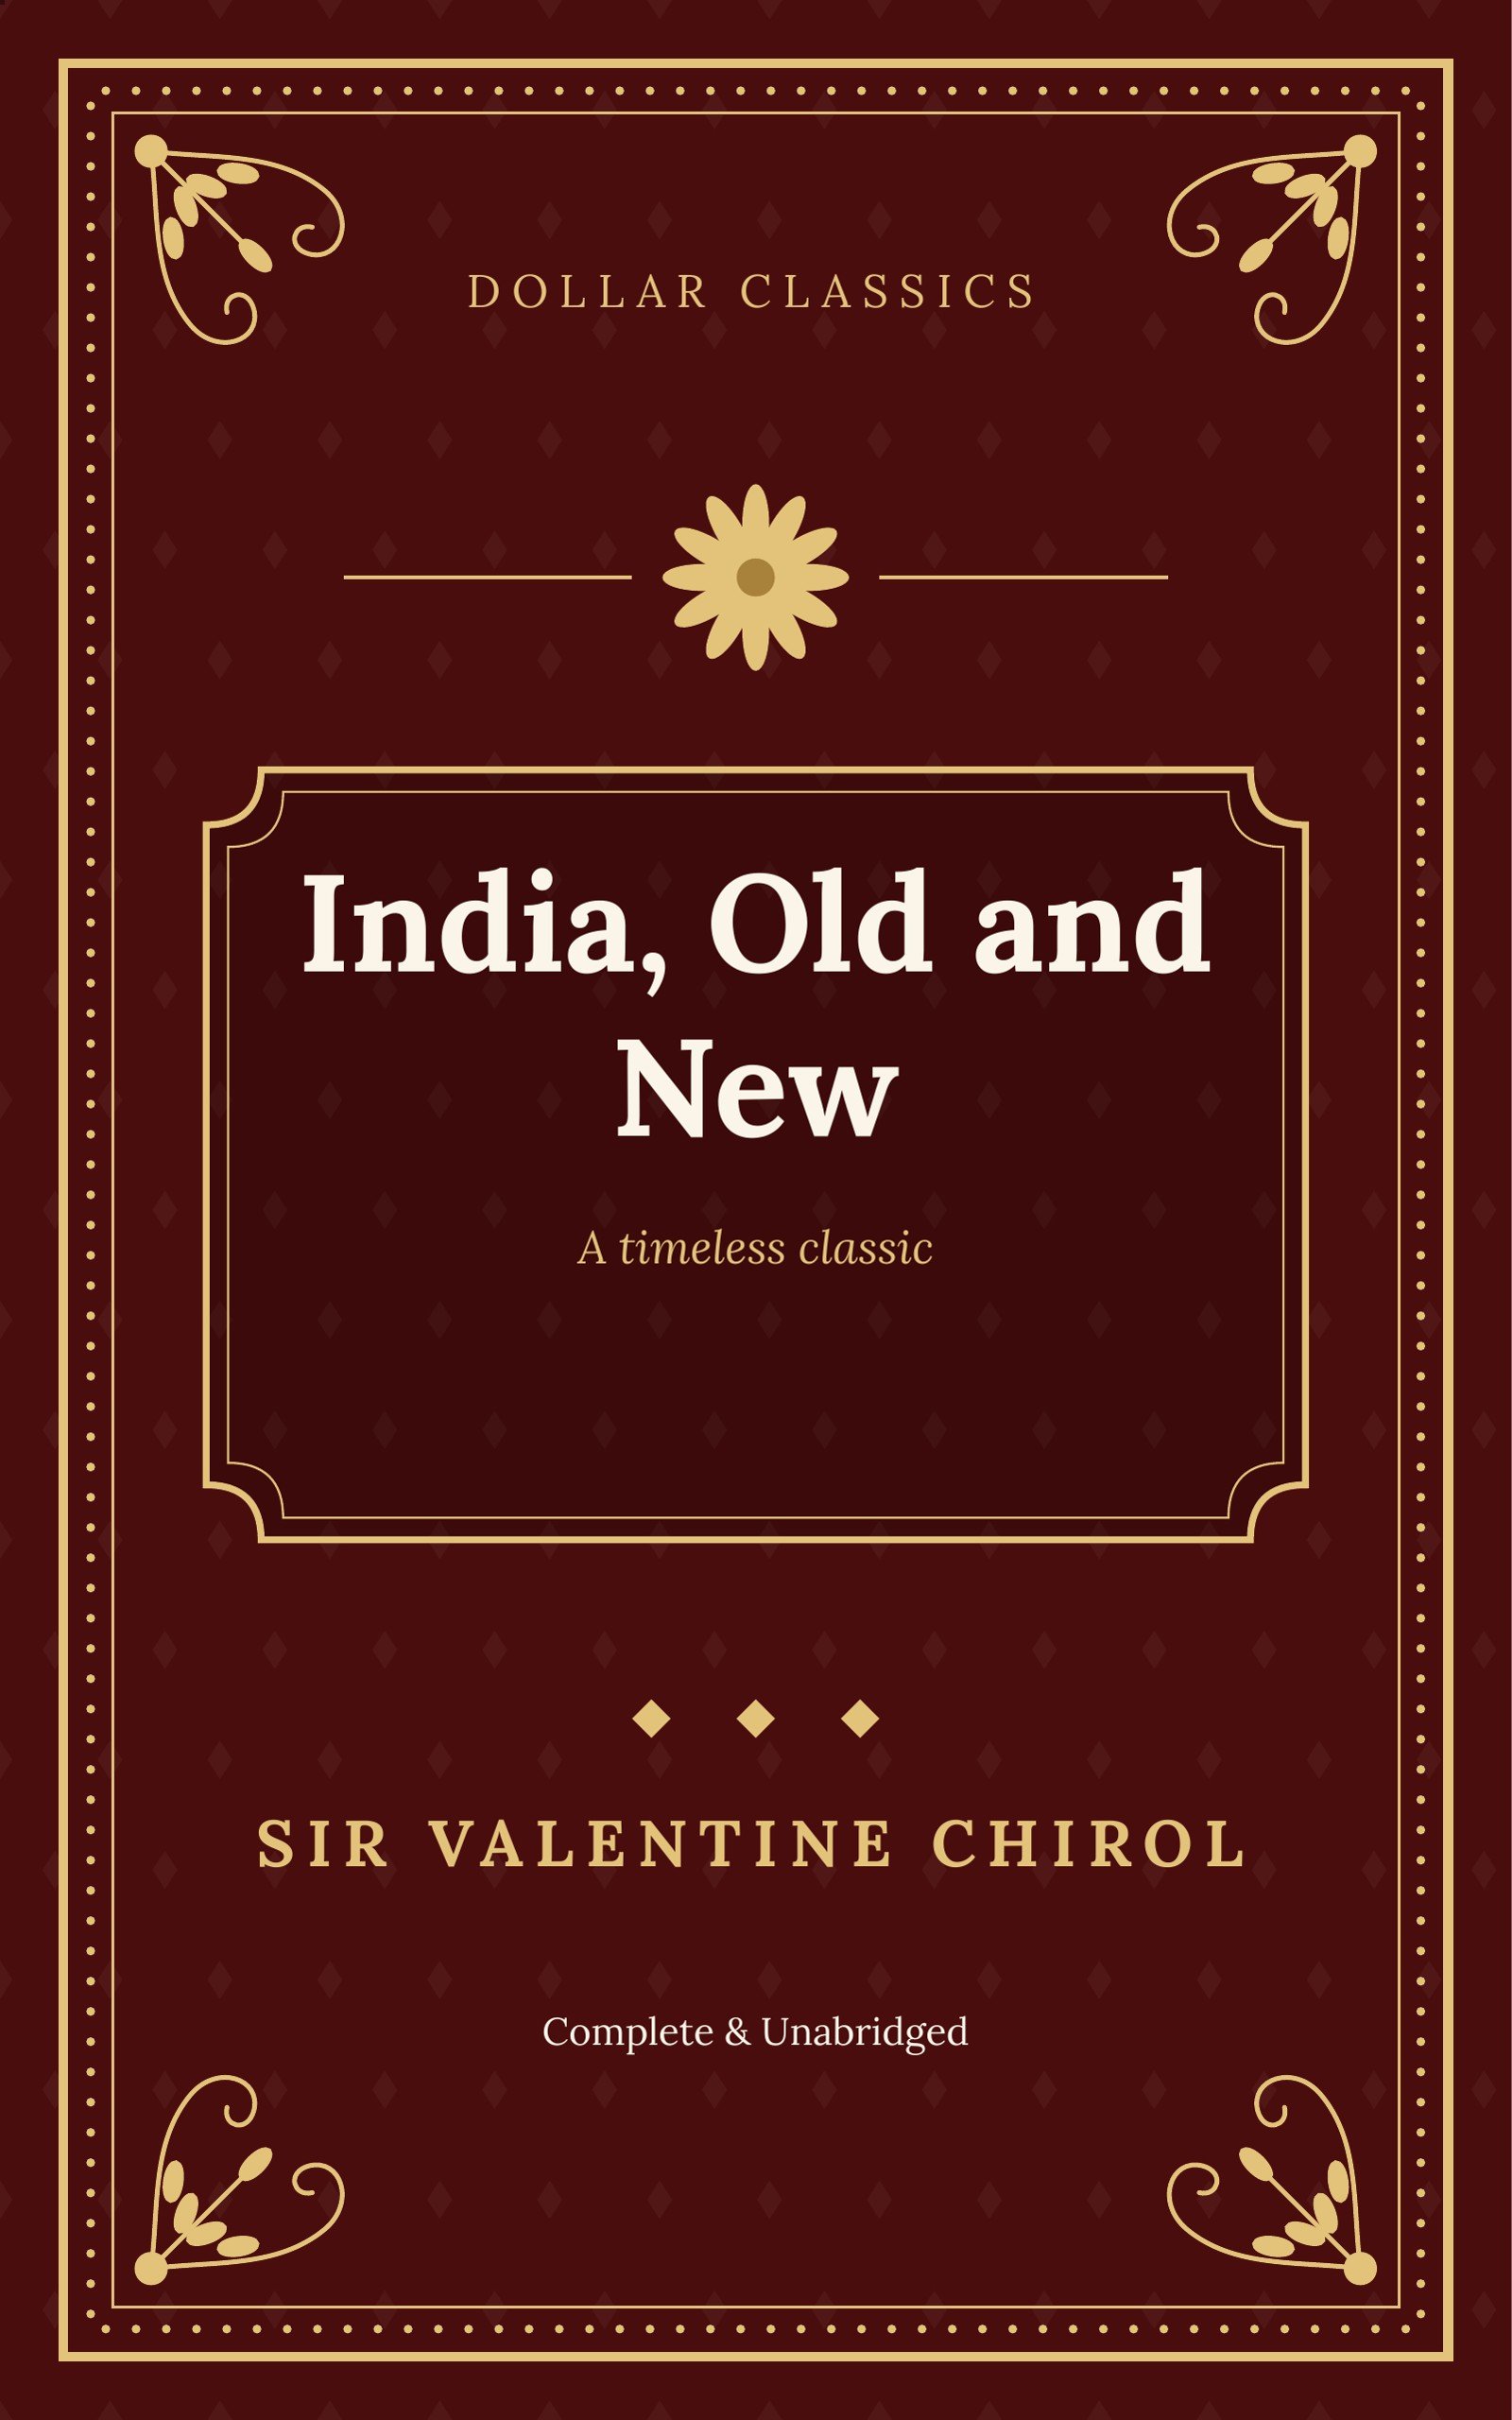 DOLLAR CLASSICS
India, Old and
New
A timeless classic
SIR VALENTINE CHIROL
Complete & Unabridged